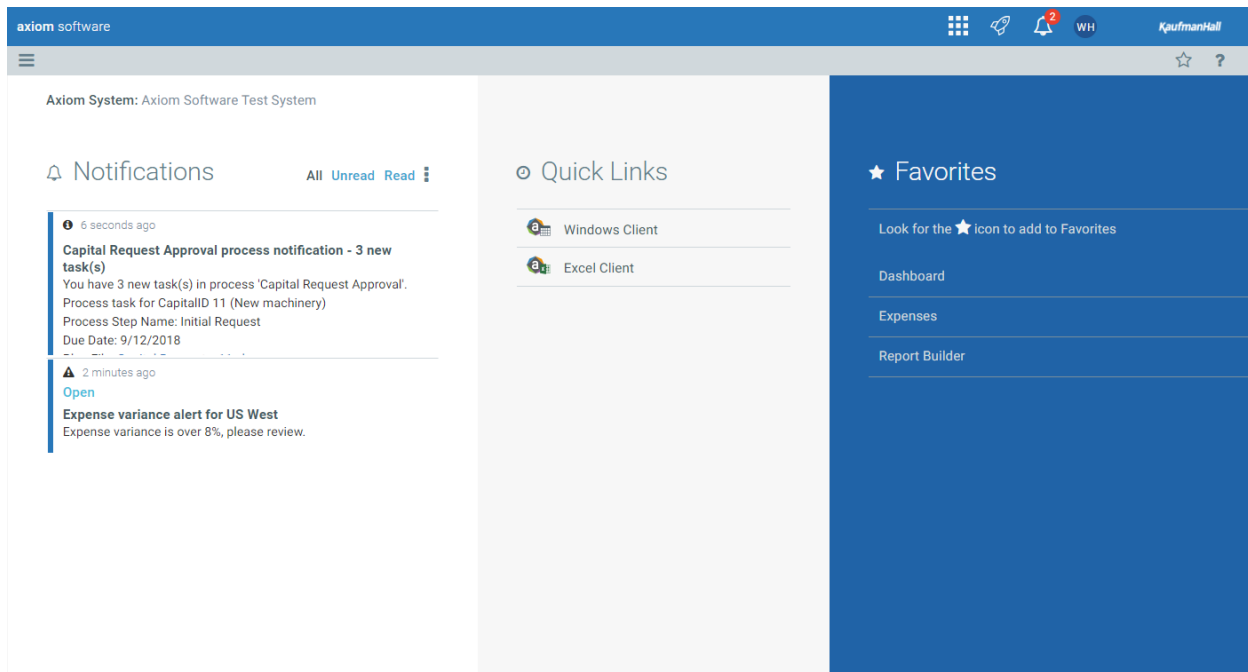 axiom software
2
WH
KaufmanHall
?
Axiom System: Axiom Software Test System
Notifications
All Unread Read
6 seconds ago
Capital Request Approval process notification - 3 new
task(s)
You have 3 new task(s) in process 'Capital Request Approval'.
Process task for CapitalID 11 (New machinery)
Process Step Name: Initial Request
Due Date: 9/12/2018
2 minutes ago
Open
Expense variance alert for US West
Expense variance is over 8%, please review.
Quick Links
Windows Client
Excel Client
Favorites
Look for the icon to add to Favorites
Dashboard
Expenses
Report Builder